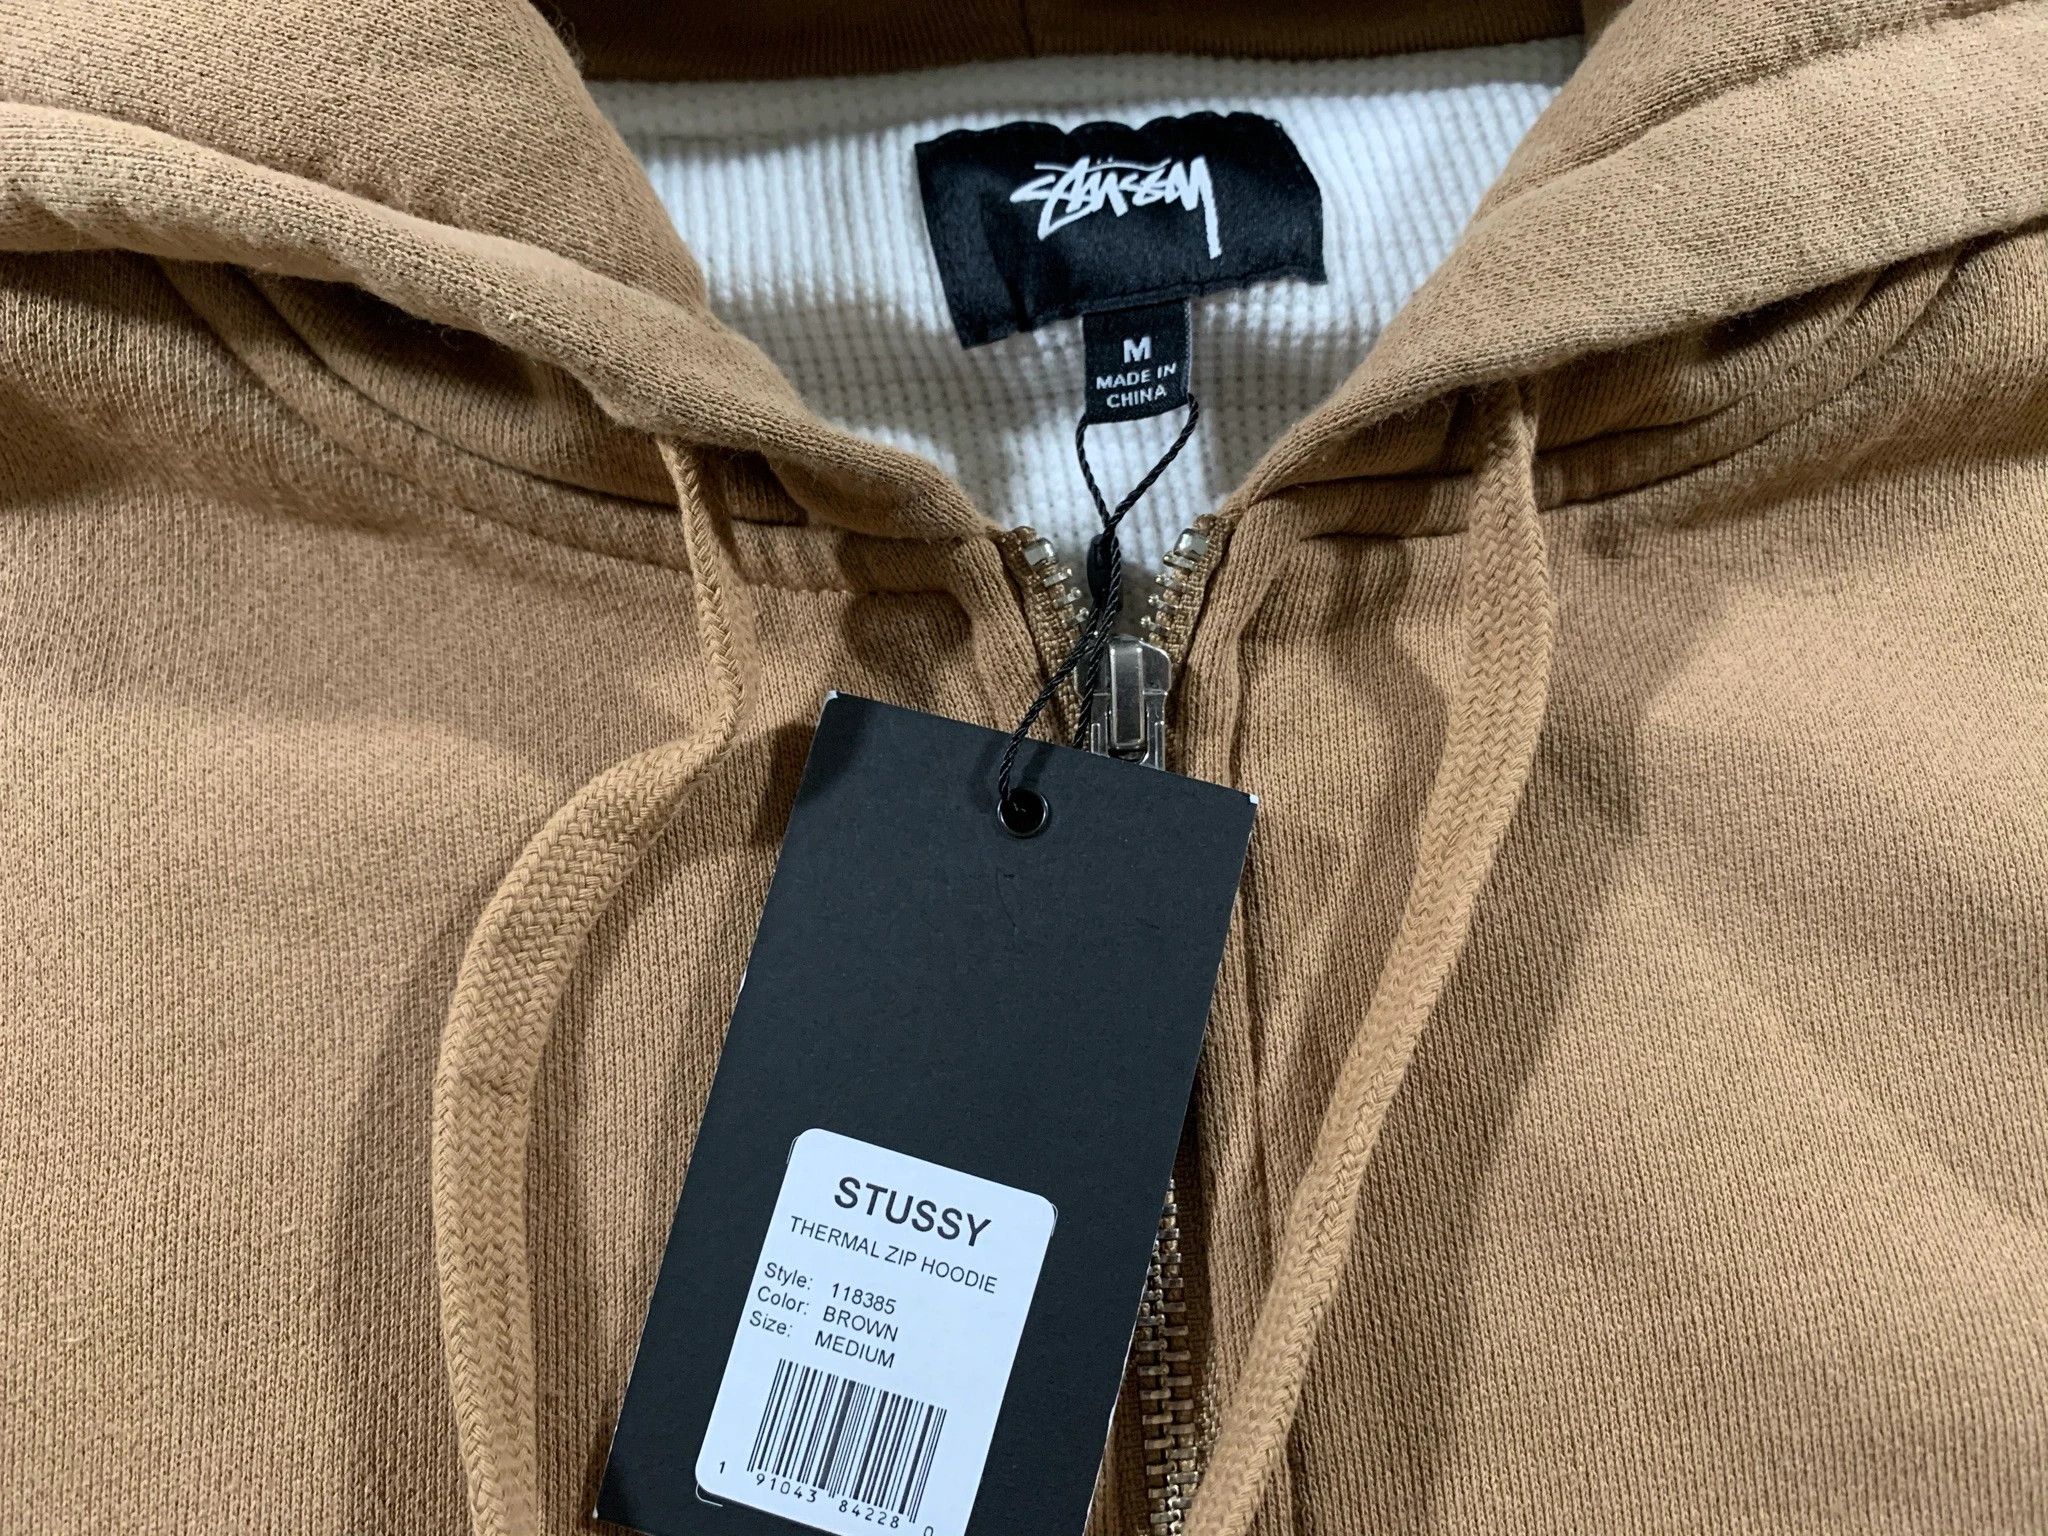 Stüssy
M
MADE IN
CHINA
STUSSY
THERMAL ZIP HOODIE
Style: 118385
Color: BROWN
Size: MEDIUM
1 91043 84228 0